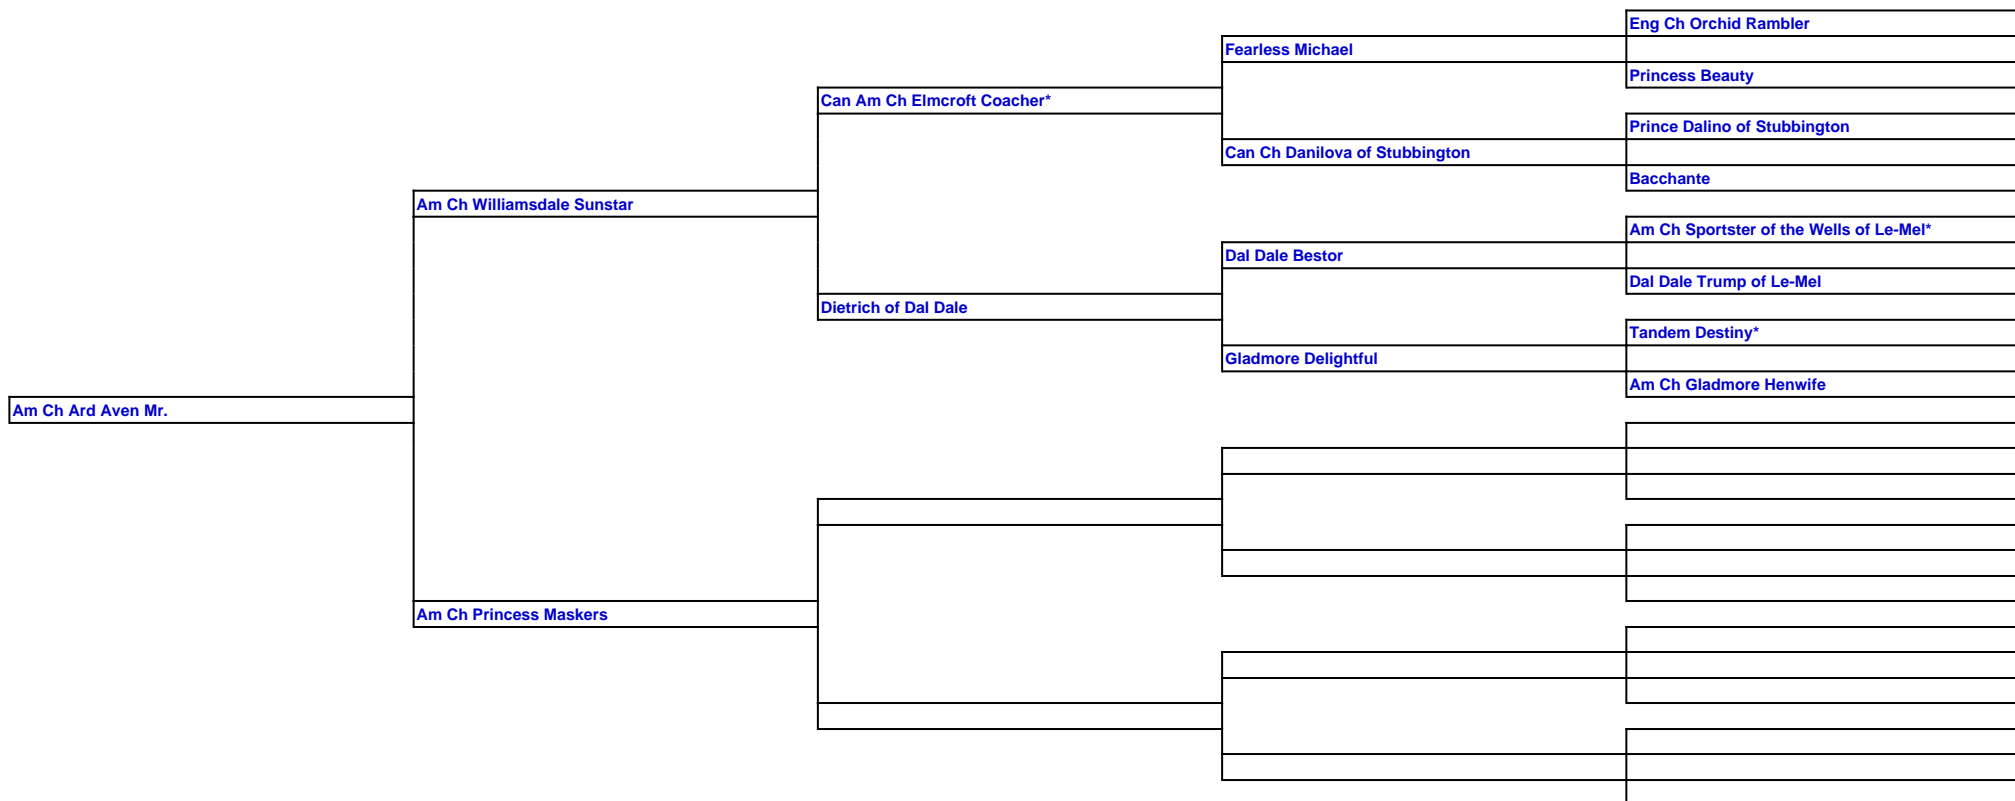 Eng Ch Orchid Rambler
Fearless Michael
Princess Beauty
Can Am Ch Elmcroft Coacher*
Prince Dalino of Stubbington
Can Ch Danilova of Stubbington
Bacchante
Am Ch Williamsdale Sunstar
Am Ch Sportster of the Wells of Le-Mel*
Dal Dale Bestor
Dal Dale Trump of Le-Mel
Dietrich of Dal Dale
Tandem Destiny*
Gladmore Delightful
Am Ch Gladmore Henwife
Am Ch Ard Aven Mr.
Am Ch Princess Maskers